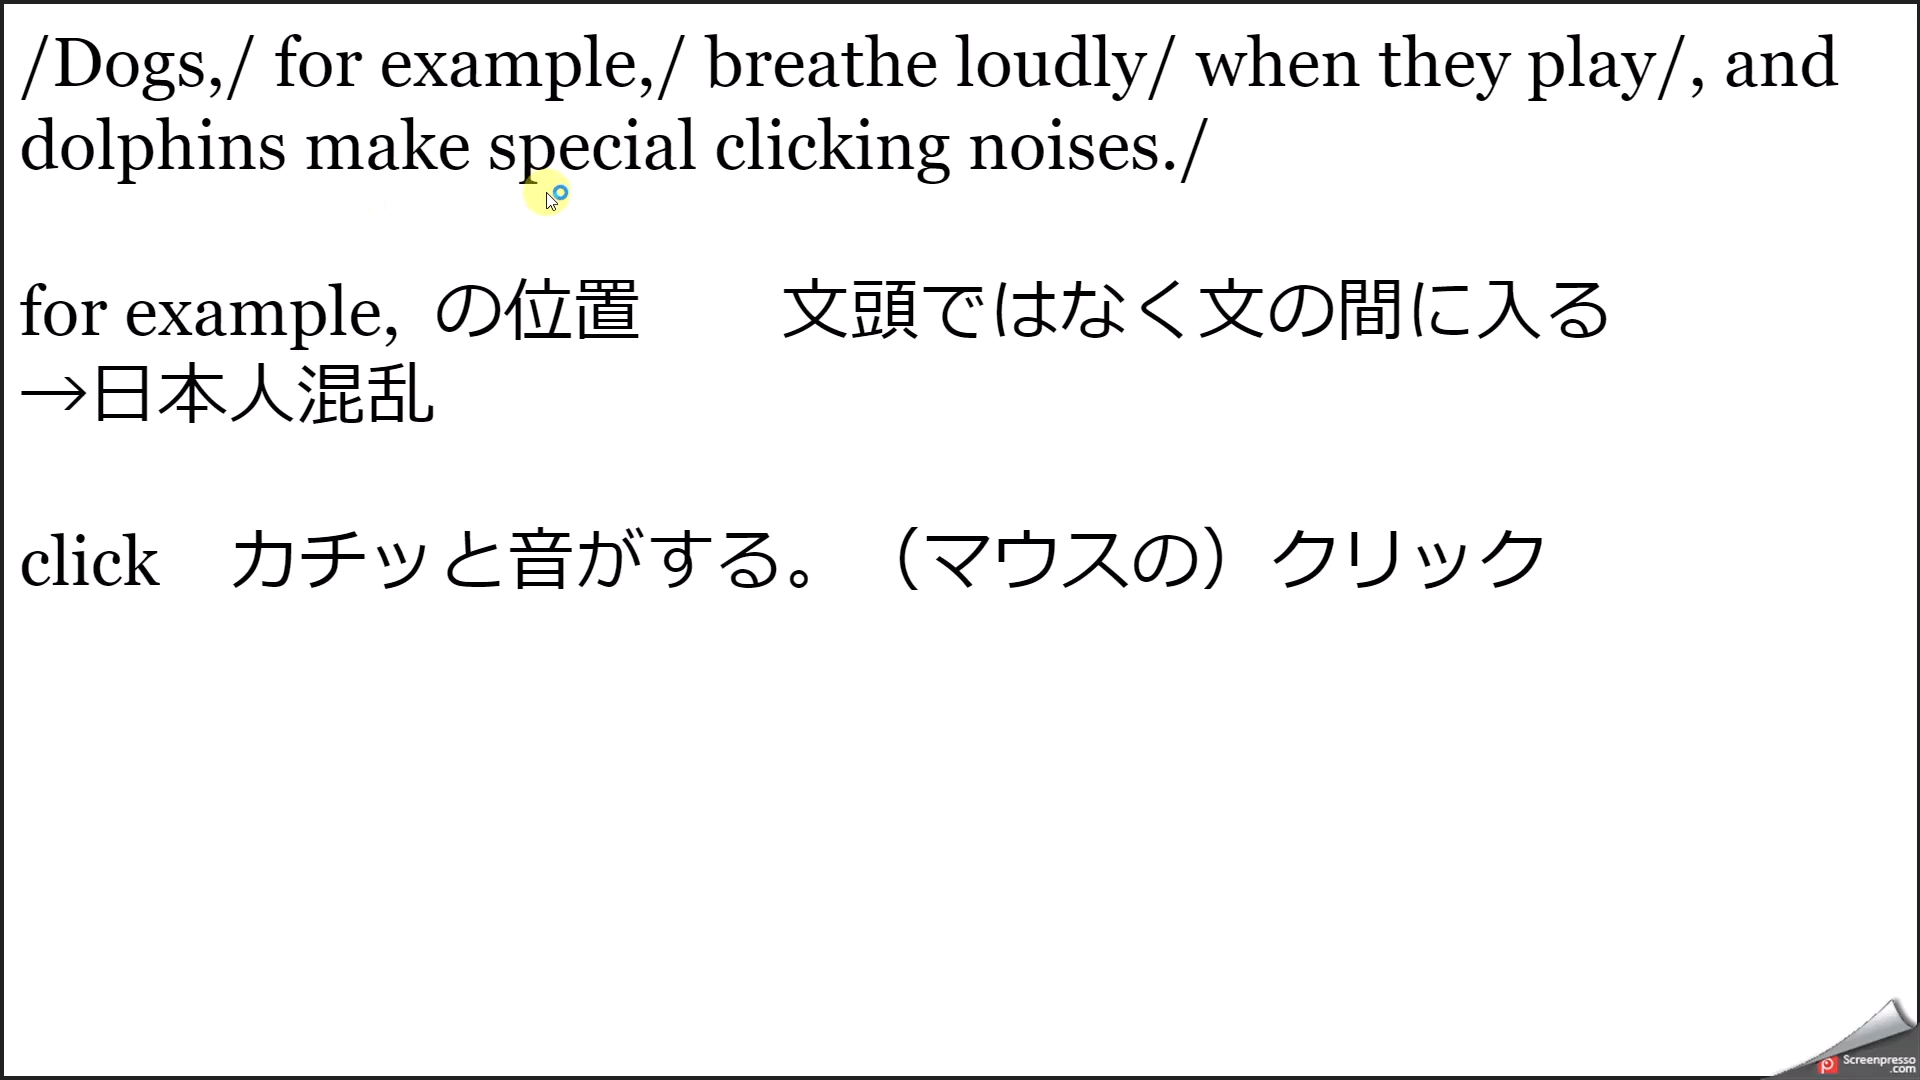 /Dogs,/ for example,/ breathe loudly/ when they play/, and
dolphins make special clicking noises./
for example, の位置　　文頭ではなく文の間に入る
→日本人混乱
click　カチッと音がする。（マウスの）クリック
Screenpresso
.com